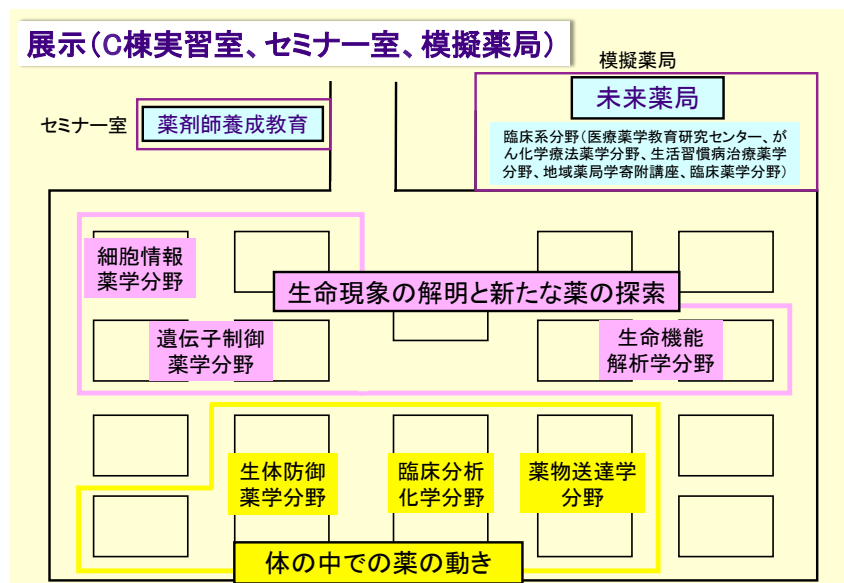 展示（C棟実習室、セミナー室、模擬薬局）
模擬薬局
セミナー室
薬剤師養成教育
未来薬局
臨床系分野（医療薬学教育研究センター、が
ん化学療法薬学分野、生活習慣病治療薬学
分野、地域薬局学寄附講座、臨床薬学分野）
細胞情報
薬学分野
生命現象の解明と新たな薬の探索
遺伝子制御
薬学分野
生命機能
解析学分野
生体防御
薬学分野
臨床分析
化学分野
薬物送達学
分野
体の中での薬の動き